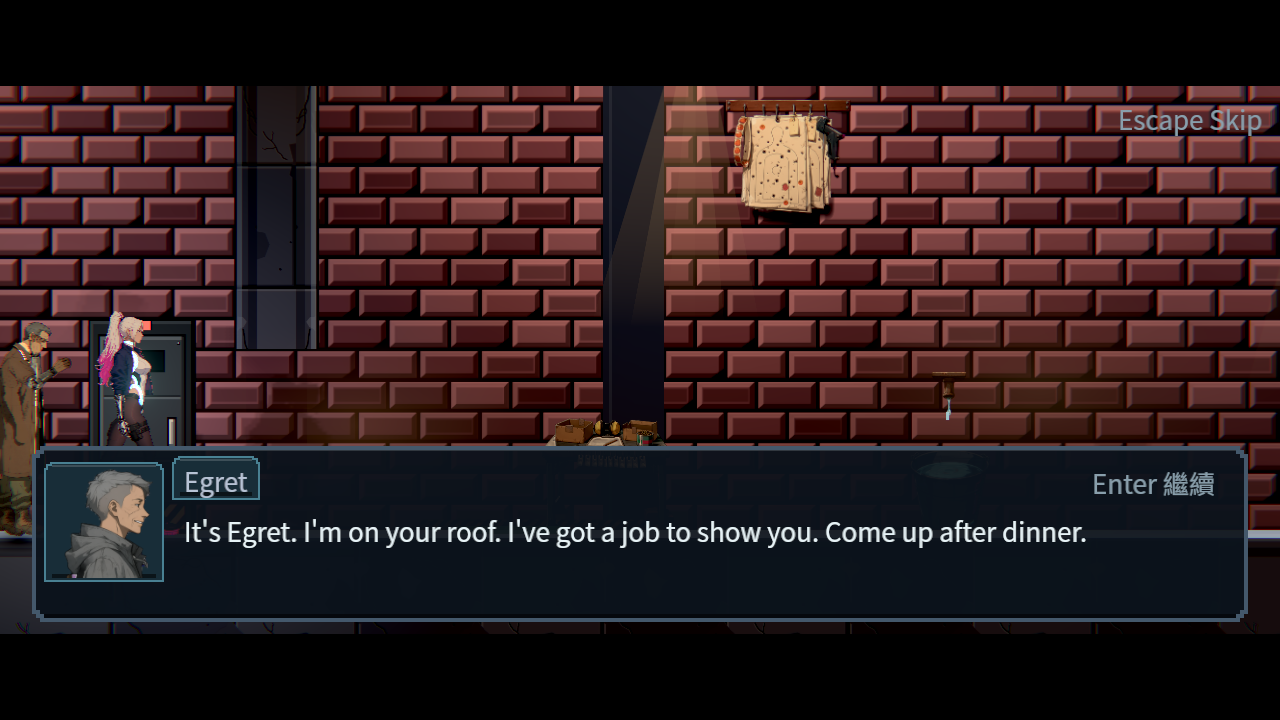 Escape Skip
Egret
Enter 繼續
It's Egret. I'm on your roof. I've got a job to show you. Come up after dinner.